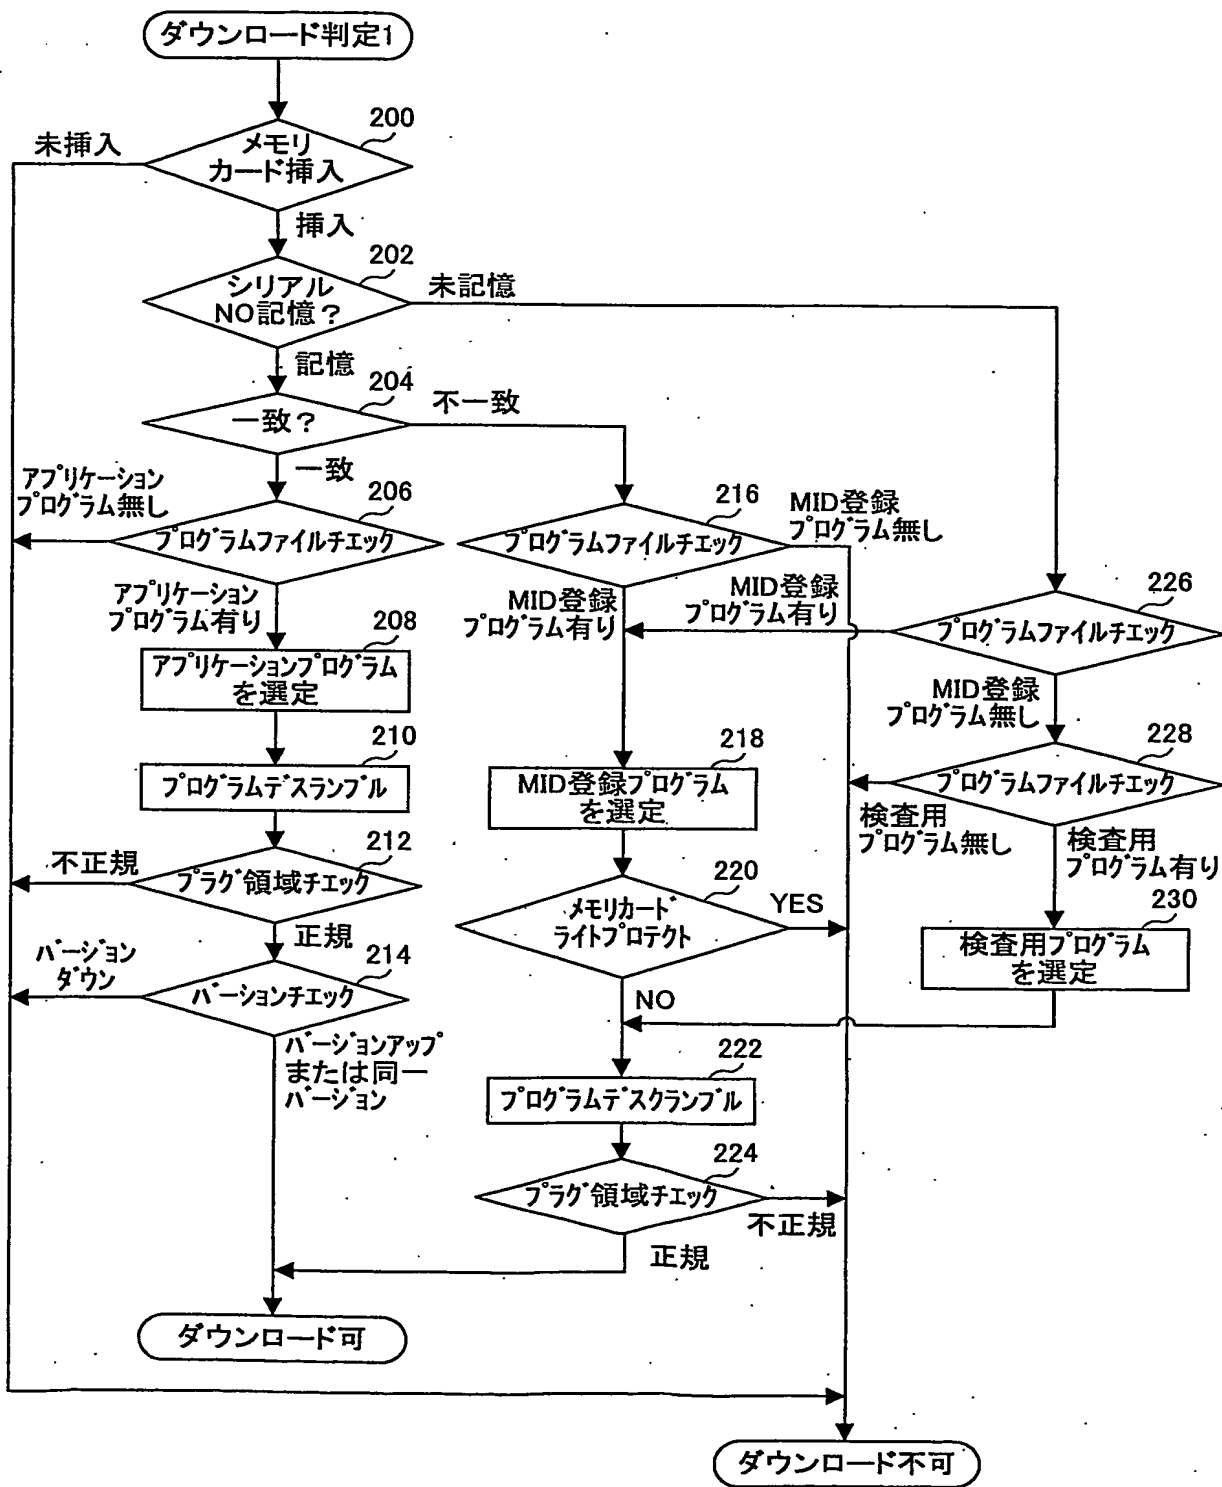 ダウンロード判定1
200
メモリ
カード挿入
未挿入
挿入
202
シリアル
NO記憶?
未記憶
記憶
204
一致?
不一致
一致
アプリケーション
プログラム無し
206
プログラムファイルチエック
216
プログラムファイルチエック
MID登録
プログラム無し
アプリケーション
プログラム有り
MID登録
プログラム有り
MID登録
プログラム有り
226
プログラムファイルチエック
208
アプリケーションプログラム
を選定
MID登録
プログラム無し
210
プログラムデスランブル
218
MID登録プログラム
を選定
228
プログラムファイルチエック
検査用
プログラム無し
検査用
プログラム有り
不正規
212
プラグ領域チエック
正規
220
メモリカード
ライトプロテクト
YES
NO
230
検査用プログラム
を選定
バージョン
ダウン
214
バージョンチエック
バージョンアップ
または同一
バージョン
222
プログラムデスクランブル
224
プラグ領域チエック
不正規
正規
ダウンロード可
ダウンロード不可